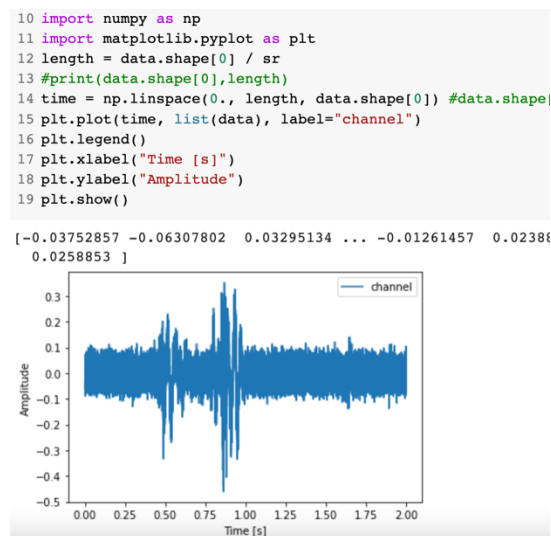 10 import numpy as np
11 import matplotlib.pyplot as plt
12 length = data.shape[0] / sr
13 #print(data.shape[0],length)
14 time = np.linspace(0., length, data.shape[0]) #data.shape[
15 plt.plot(time, list(data), label="channel")
16 plt.legend()
17 plt.xlabel("Time [s]")
18 plt.ylabel("Amplitude")
19 plt.show()
[-0.03752857 -0.06307802 0.03295134 ... -0.01261457 0.0238
0.0258853 ]
channel
0.3
0.2
0.1
0.0
-0.1
-0.2
-0.3
-0.4
-0.5
Amplitude
0.00 0.25 0.50 0.75 1.00 1.25 1.50 1.75 2.00
Time [s]